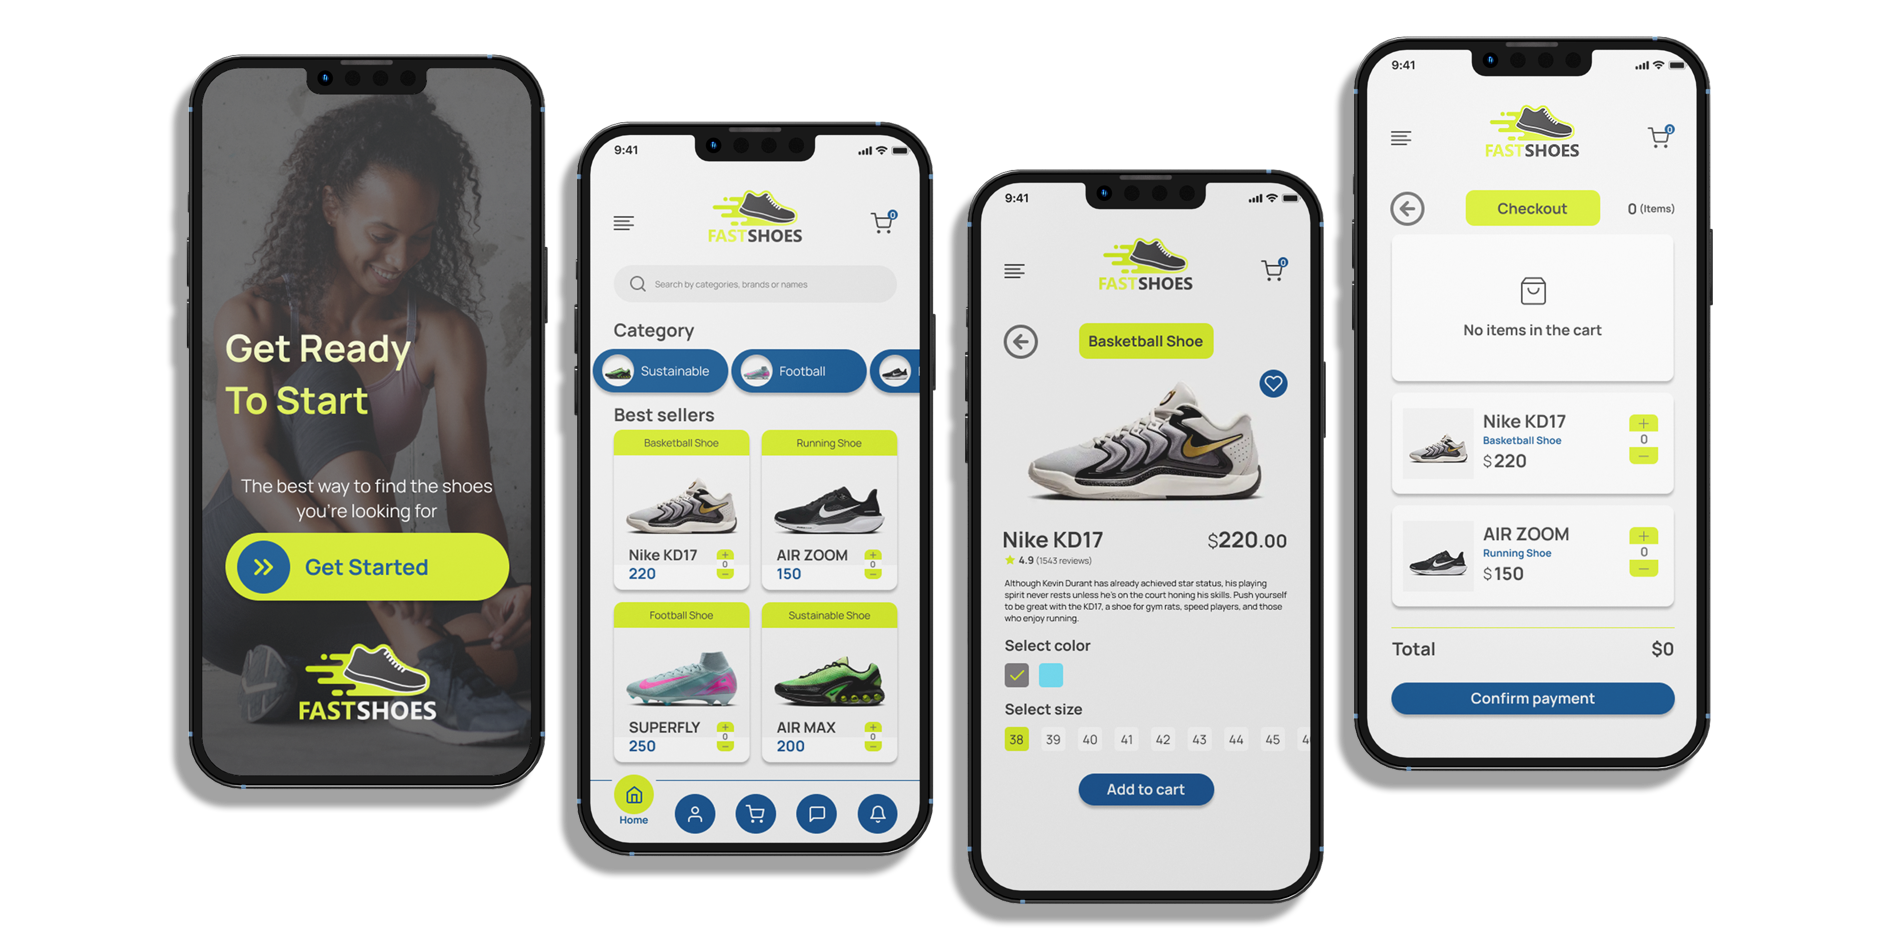 Get Ready
To Start
The best way to find the shoes
you're looking for
Get Started
FASTSHOES
9:41
0
FASTSHOES
Search by categories, brands or names
Category
Sustainable
Football
Best sellers
Basketball Shoe
Running Shoe
Nike KD17
220
+
0
−
AIR ZOOM
150
+
0
−
Football Shoe
Sustainable Shoe
SUPERFLY
250
+
0
−
AIR MAX
200
+
0
−
Home
9:41
0
FASTSHOES
Basketball Shoe
Nike KD17
$220.00
4.9 (1543 reviews)
Although Kevin Durant has already achieved star status, his playing
spirit never rests unless he's on the court honing his skills. Push yourself
to be great with the KD17, a shoe for gym rats, speed players, and those
who enjoy running.
Select color
Select size
38 39 40 41 42 43 44 45
Add to cart
9:41
0
FASTSHOES
Checkout
0 (Items)
No items in the cart
Nike KD17
Basketball Shoe
$220
+
0
−
AIR ZOOM
Running Shoe
$150
+
0
−
Total
$0
Confirm payment